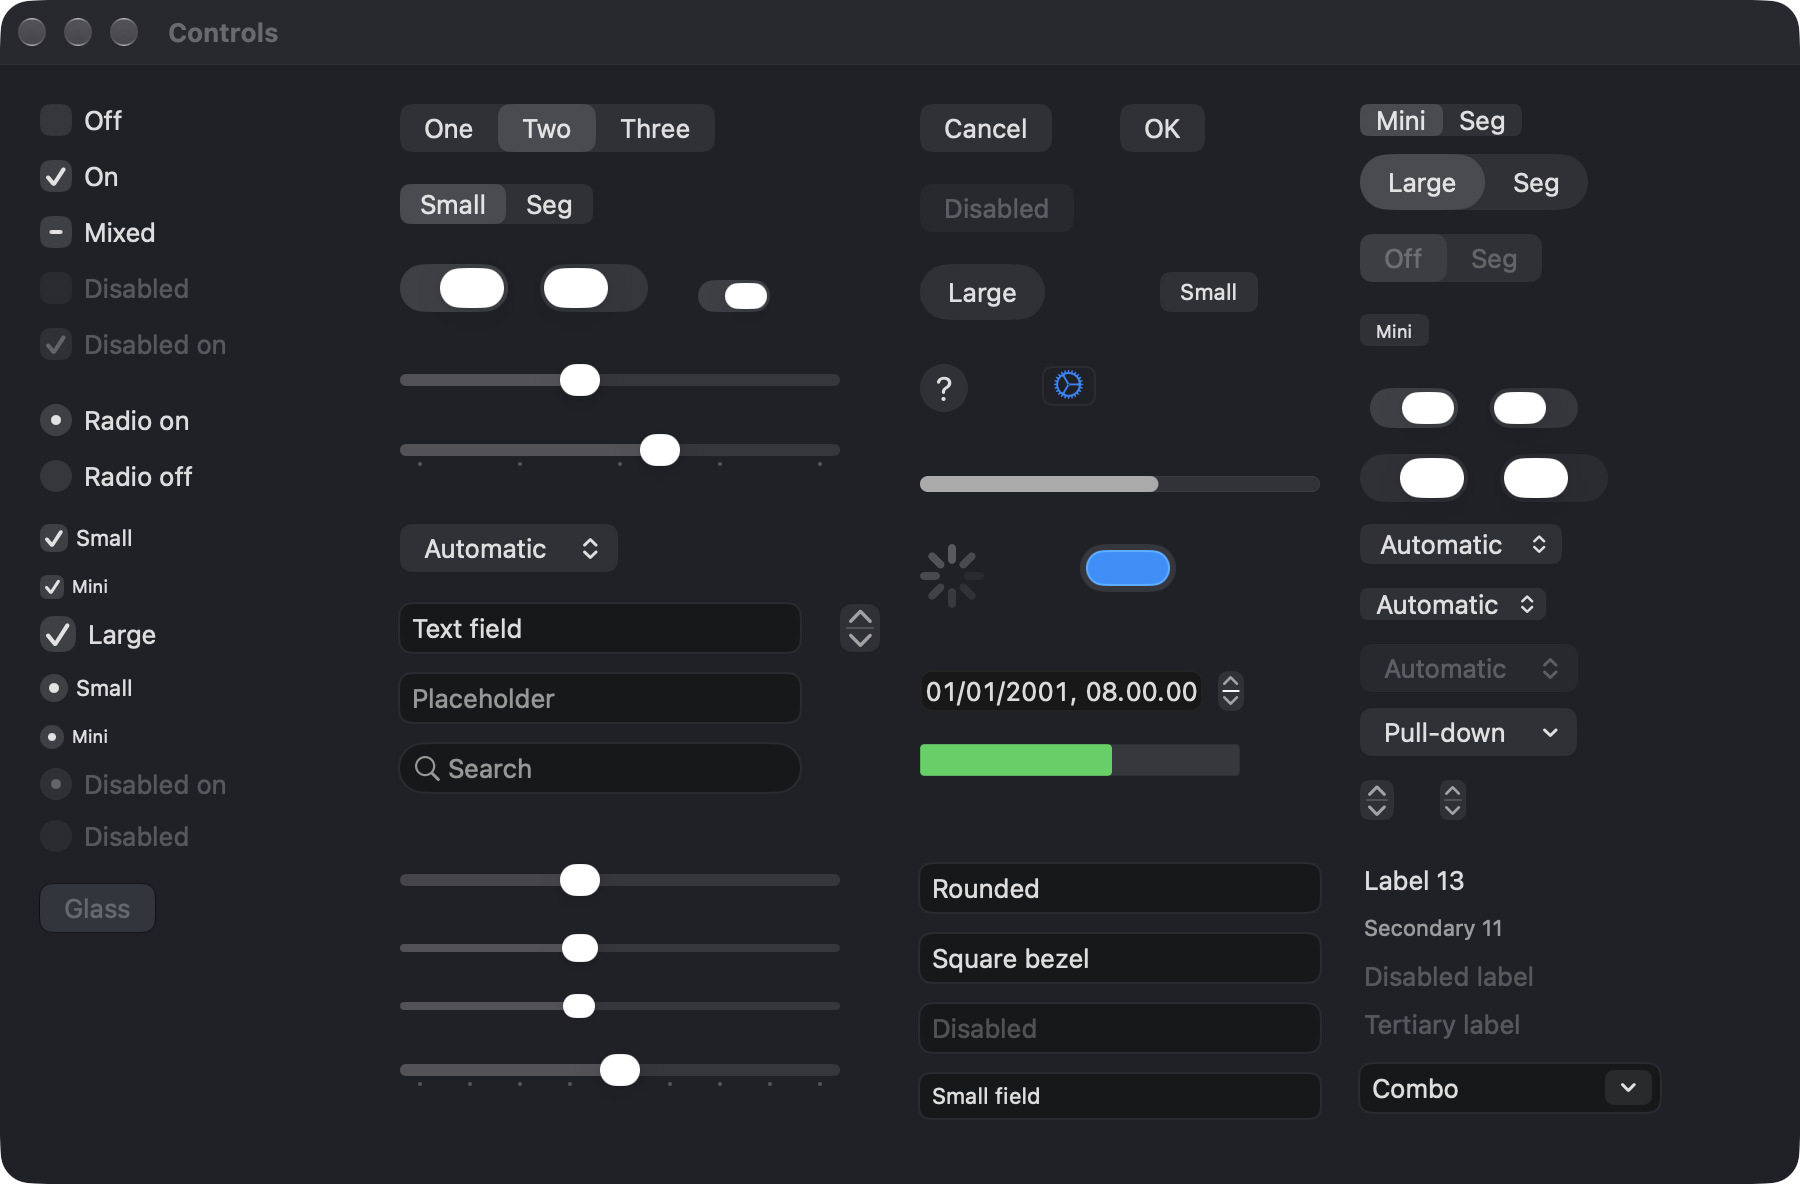 Controls
Off
On
Mixed
Disabled
Disabled on
Radio on
Radio off
Small
Mini
Large
Small
Mini
Disabled on
Disabled
Glass
One Two Three
Small Seg
Automatic
Text field
Placeholder
Search
Cancel OK
Disabled
Large Small
?
01/01/2001, 08.00.00
Rounded
Square bezel
Disabled
Small field
Mini Seg
Large Seg
Off Seg
Mini
Automatic
Automatic
Automatic
Pull-down
Label 13
Secondary 11
Disabled label
Tertiary label
Combo